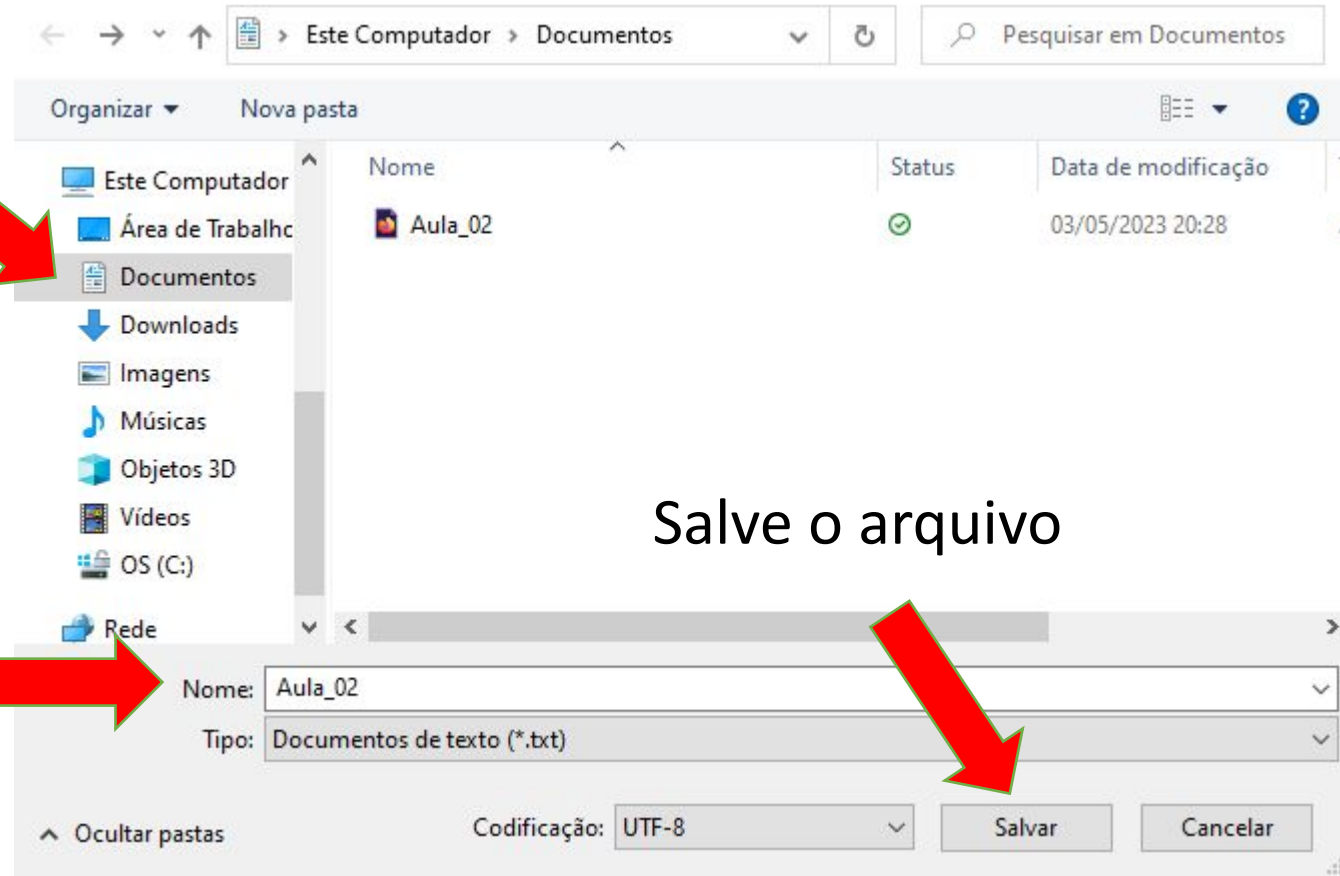 Este Computador > Documentos
Pesquisar em Documentos
Organizar
Nova pasta
Nome
Status
Data de modificação
Este Computador
Área de Trabalho
Aula_02
03/05/2023 20:28
Documentos
Downloads
Imagens
Músicas
Objetos 3D
Vídeos
OS (C:)
Rede
Salve o arquivo
Nome: Aula_02
Tipo: Documentos de texto (*.txt)
Ocultar pastas
Codificação: UTF-8
Salvar
Cancelar